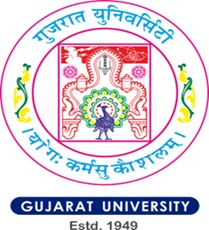 गुजरात युनिवर्सिटी
। योगः कर्मसु कौशलम् ।
GUJARAT UNIVERSITY
Estd. 1949